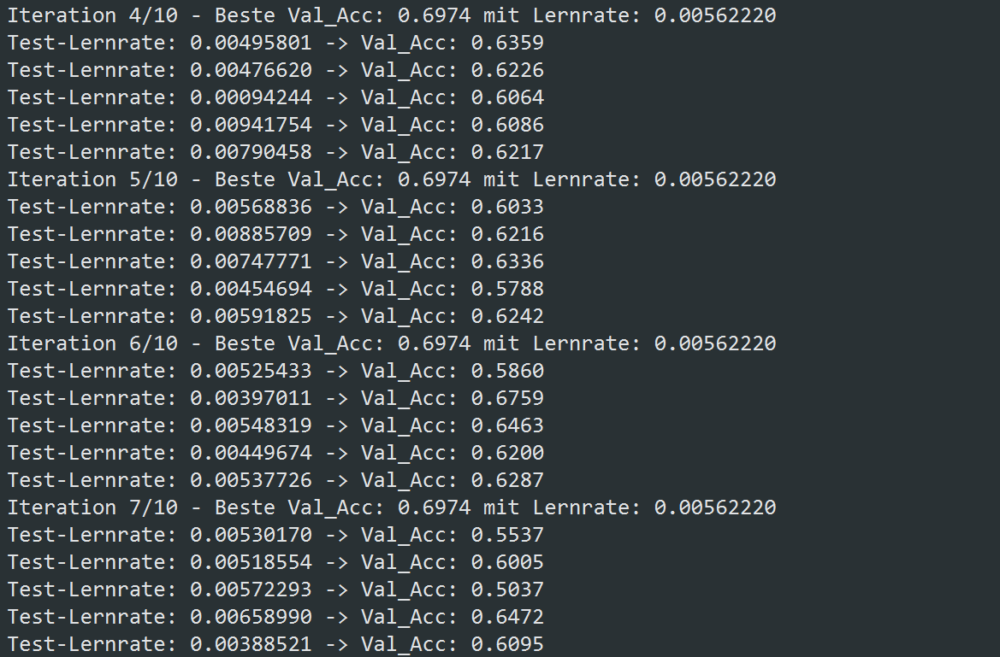 Iteration 4/10 - Beste Val_Acc: 0.6974 mit Lernrate: 0.00562220
Test-Lernrate: 0.00495801 -> Val_Acc: 0.6359
Test-Lernrate: 0.00476620 -> Val_Acc: 0.6226
Test-Lernrate: 0.00094244 -> Val_Acc: 0.6064
Test-Lernrate: 0.00941754 -> Val_Acc: 0.6086
Test-Lernrate: 0.00790458 -> Val_Acc: 0.6217
Iteration 5/10 - Beste Val_Acc: 0.6974 mit Lernrate: 0.00562220
Test-Lernrate: 0.00568836 -> Val_Acc: 0.6033
Test-Lernrate: 0.00885709 -> Val_Acc: 0.6216
Test-Lernrate: 0.00747771 -> Val_Acc: 0.6336
Test-Lernrate: 0.00454694 -> Val_Acc: 0.5788
Test-Lernrate: 0.00591825 -> Val_Acc: 0.6242
Iteration 6/10 - Beste Val_Acc: 0.6974 mit Lernrate: 0.00562220
Test-Lernrate: 0.00525433 -> Val_Acc: 0.5860
Test-Lernrate: 0.00397011 -> Val_Acc: 0.6759
Test-Lernrate: 0.00548319 -> Val_Acc: 0.6463
Test-Lernrate: 0.00449674 -> Val_Acc: 0.6200
Test-Lernrate: 0.00537726 -> Val_Acc: 0.6287
Iteration 7/10 - Beste Val_Acc: 0.6974 mit Lernrate: 0.00562220
Test-Lernrate: 0.00530170 -> Val_Acc: 0.5537
Test-Lernrate: 0.00518554 -> Val_Acc: 0.6005
Test-Lernrate: 0.00572293 -> Val_Acc: 0.5037
Test-Lernrate: 0.00658990 -> Val_Acc: 0.6472
Test-Lernrate: 0.00388521 -> Val_Acc: 0.6095